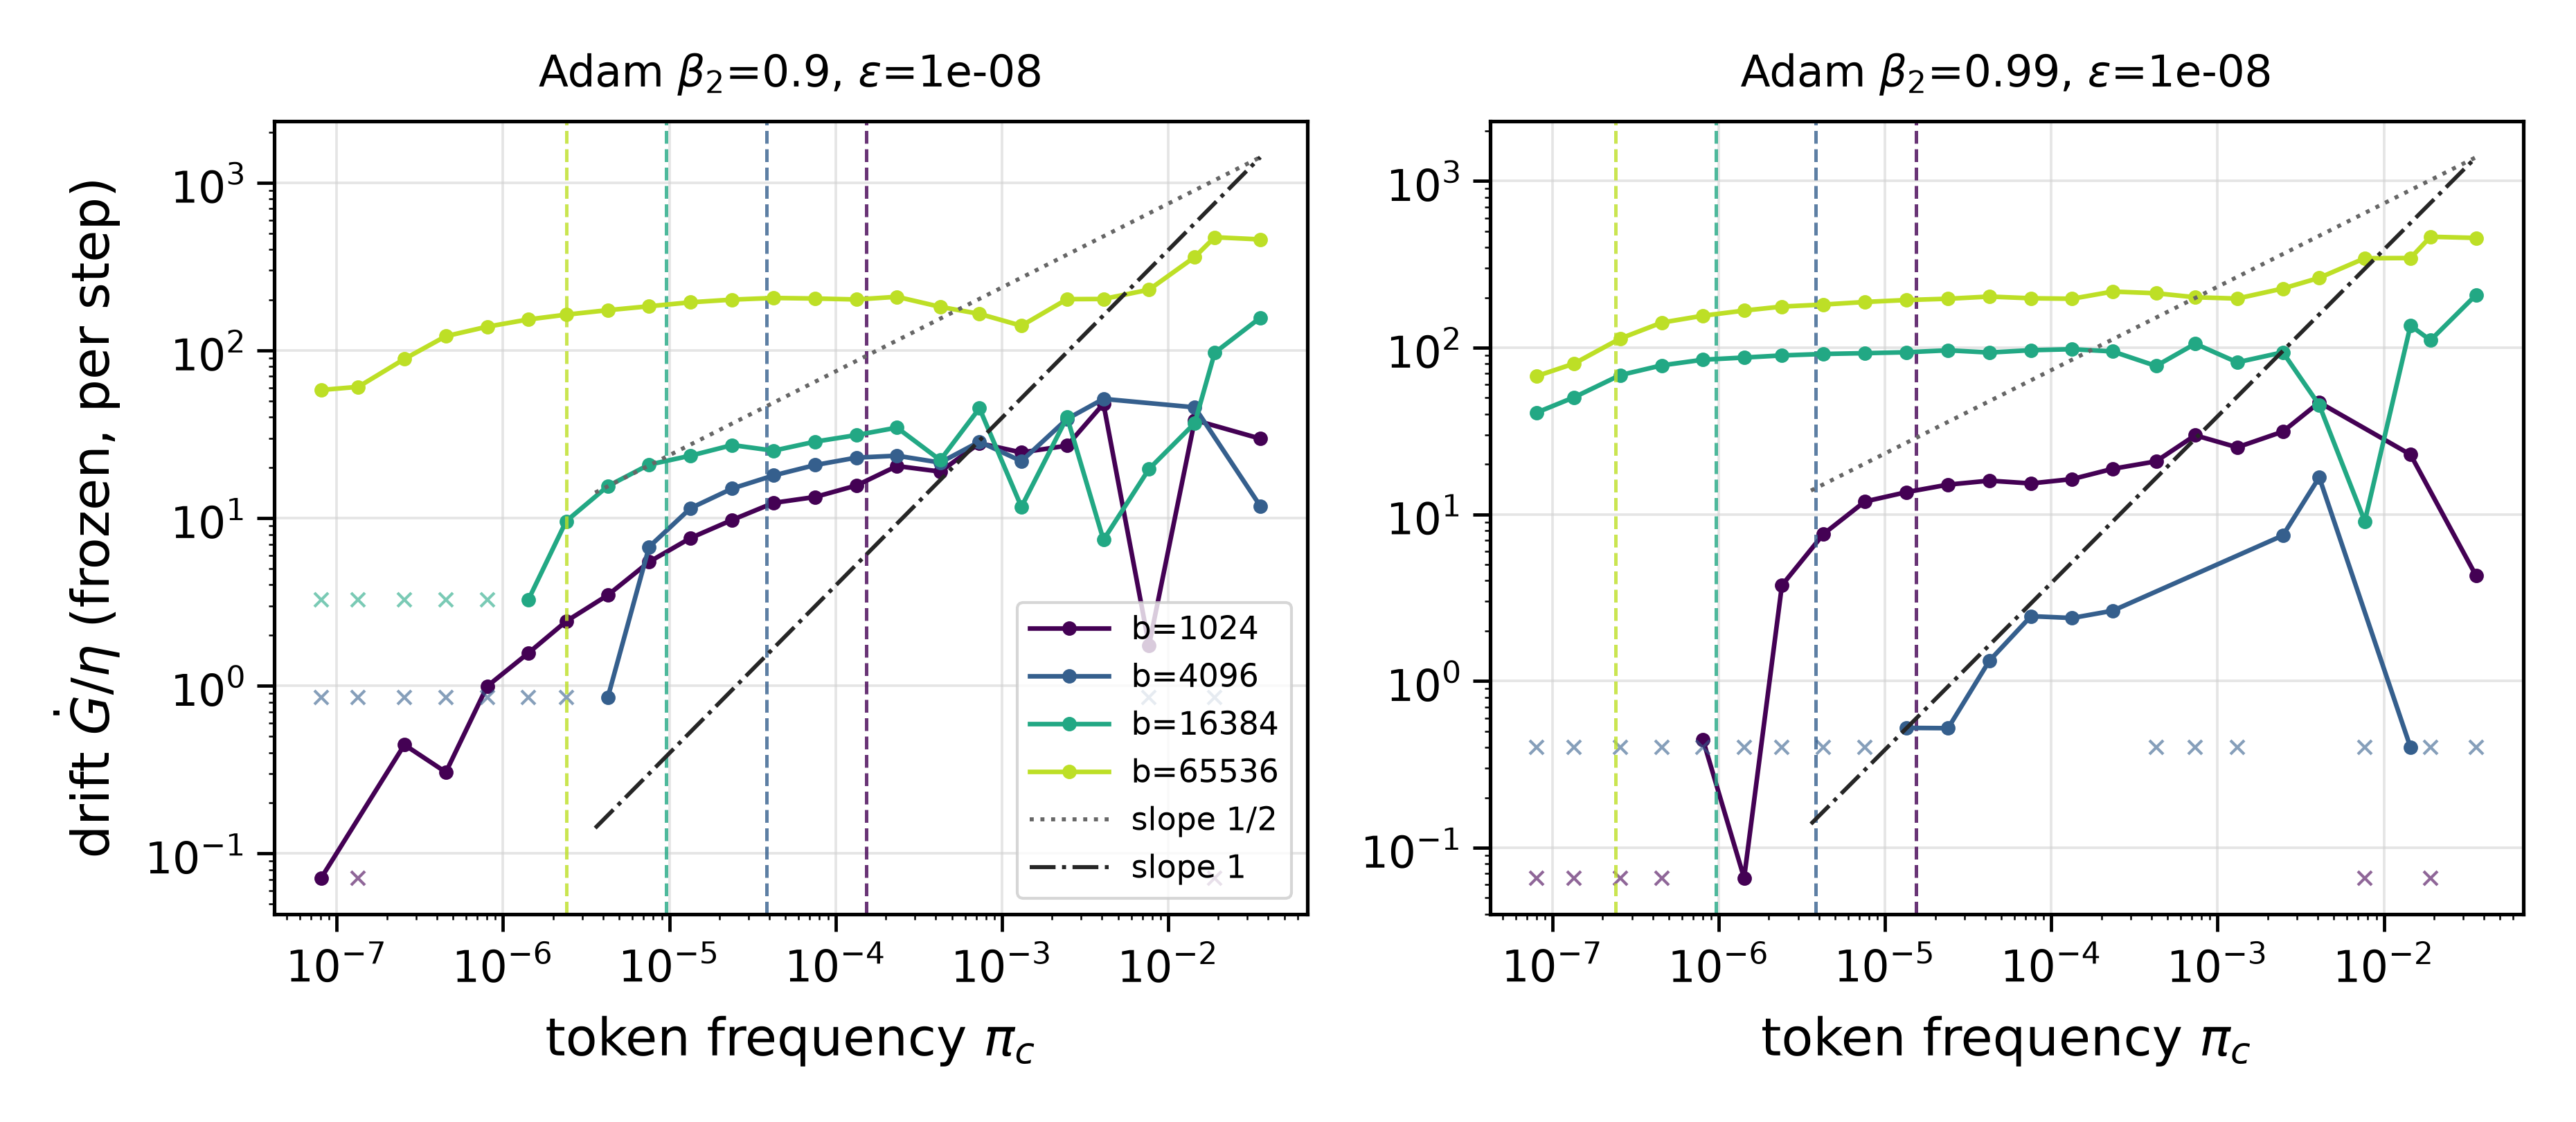 Adam β₂=0.9, ε=1e-08
drift Ġ/η (frozen, per step)
10³
10²
10¹
10⁰
10⁻¹
b=1024
b=4096
b=16384
b=65536
slope 1/2
slope 1
10⁻⁷ 10⁻⁶ 10⁻⁵ 10⁻⁴ 10⁻³ 10⁻²
token frequency π_c
Adam β₂=0.99, ε=1e-08
10³
10²
10¹
10⁰
10⁻¹
10⁻⁷ 10⁻⁶ 10⁻⁵ 10⁻⁴ 10⁻³ 10⁻²
token frequency π_c